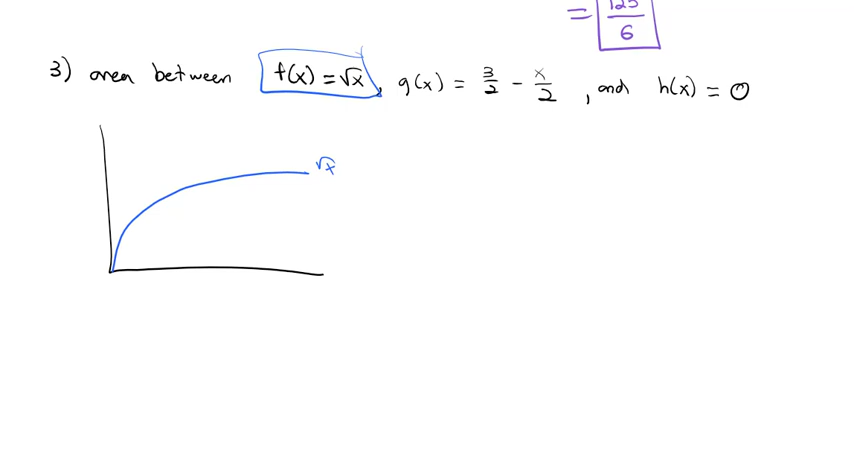 = 125/6
3) area between f(x) = √x, g(x) = 3/2 - x/2, and h(x) = 0
√x